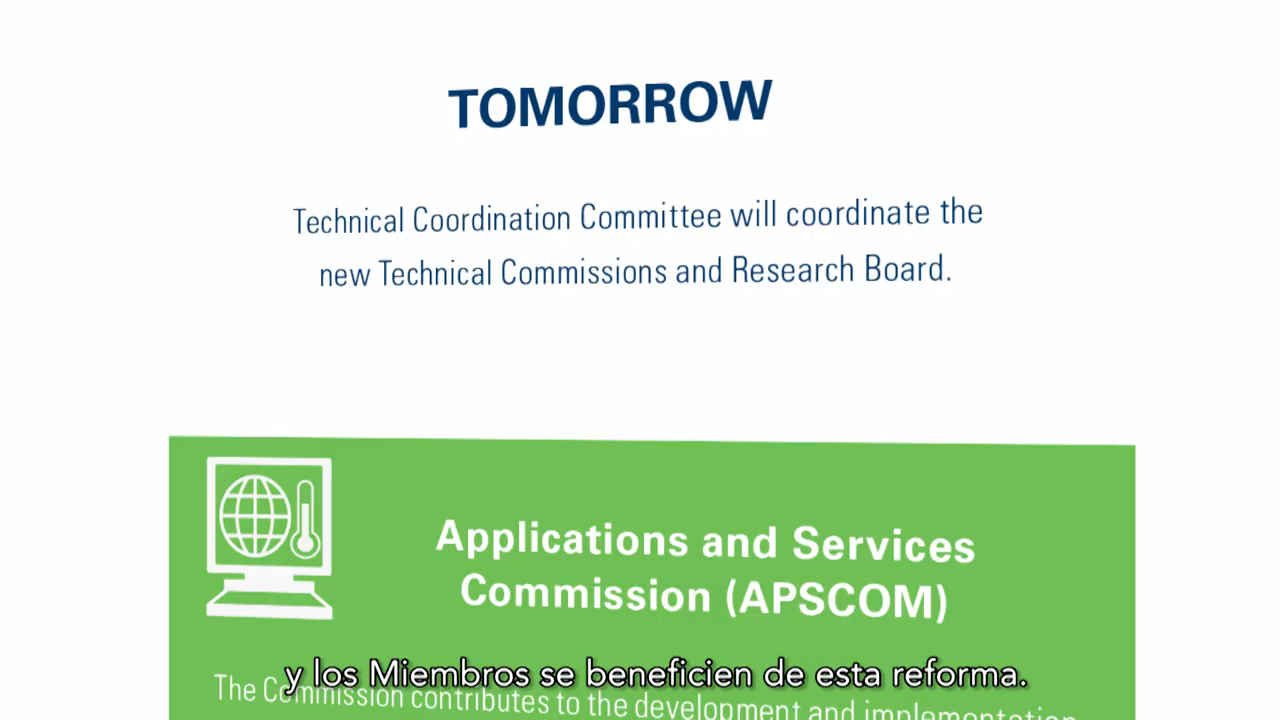 TOMORROW
Technical Coordination Committee will coordinate the
new Technical Commissions and Research Board.
Applications and Services
Commission (APSCOM)
The Commission contributes to the development and implementation
y los Miembros se beneficien de esta reforma.